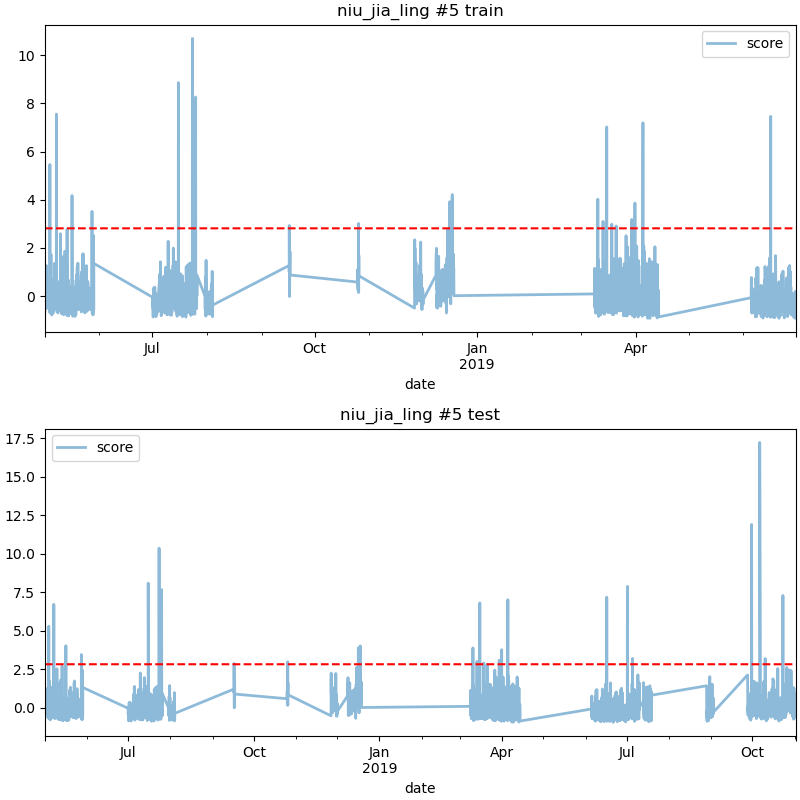 niu_jia_ling #5 train
score
10
8
6
4
2
0
Jul
Oct
Jan
2019
Apr
date
niu_jia_ling #5 test
score
17.5
15.0
12.5
10.0
7.5
5.0
2.5
0.0
Jul
Oct
Jan
2019
Apr
Jul
Oct
date